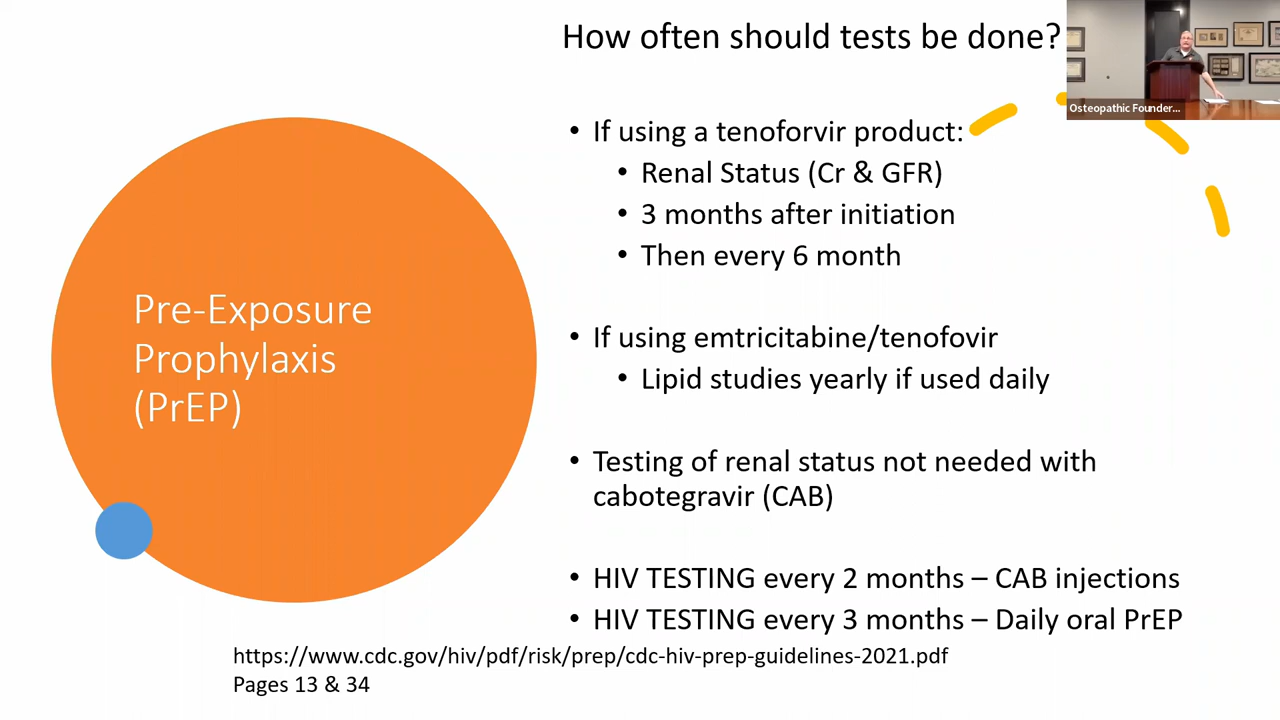 How often should tests be done?
Osteopathic Founder...
• If using a tenoforvir product:
• Renal Status (Cr & GFR)
• 3 months after initiation
• Then every 6 month
Pre-Exposure
Prophylaxis
(PrEP)
• If using emtricitabine/tenofovir
• Lipid studies yearly if used daily
• Testing of renal status not needed with
cabotegravir (CAB)
• HIV TESTING every 2 months – CAB injections
• HIV TESTING every 3 months – Daily oral PrEP
https://www.cdc.gov/hiv/pdf/risk/prep/cdc-hiv-prep-guidelines-2021.pdf
Pages 13 & 34